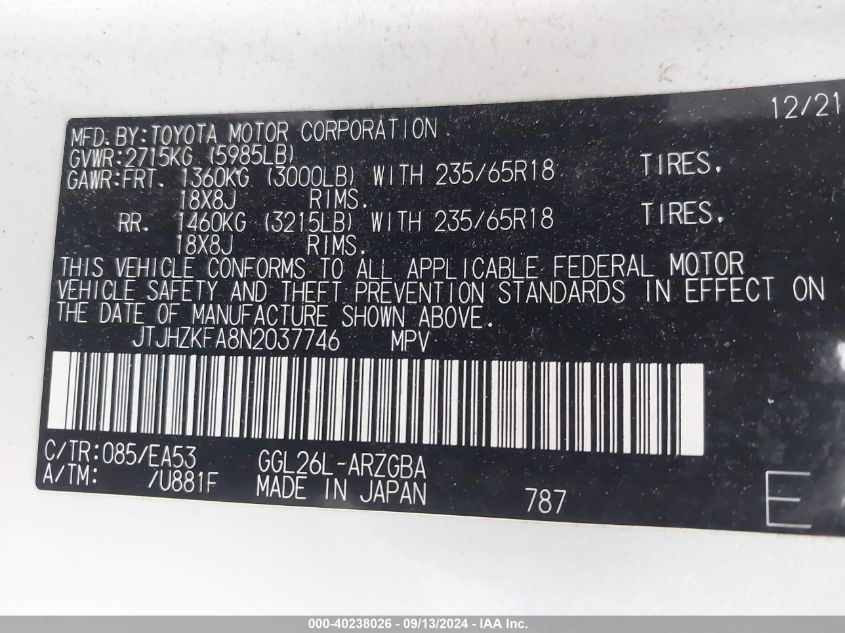 12/21
MFD. BY: TOYOTA MOTOR CORPORATION
GVWR: 2715KG (5985LB)
GAWR: FRT. 1360KG (3000LB) WITH 235/65R18 TIRES,
18X8J RIMS.
RR. 1460KG (3215LB) WITH 235/65R18 TIRES,
18X8J RIMS.
THIS VEHICLE CONFORMS TO ALL APPLICABLE FEDERAL MOTOR
VEHICLE SAFETY AND THEFT PREVENTION STANDARDS IN EFFECT ON
THE DATE OF MANUFACTURE SHOWN ABOVE.
JTJHZKFA8N2037746 MPV
C/TR: 085/EA53 GGL26L-ARZGBA
A/TM: /U881F MADE IN JAPAN 787
E
000-40238026 - 09/13/2024 - IAA Inc.